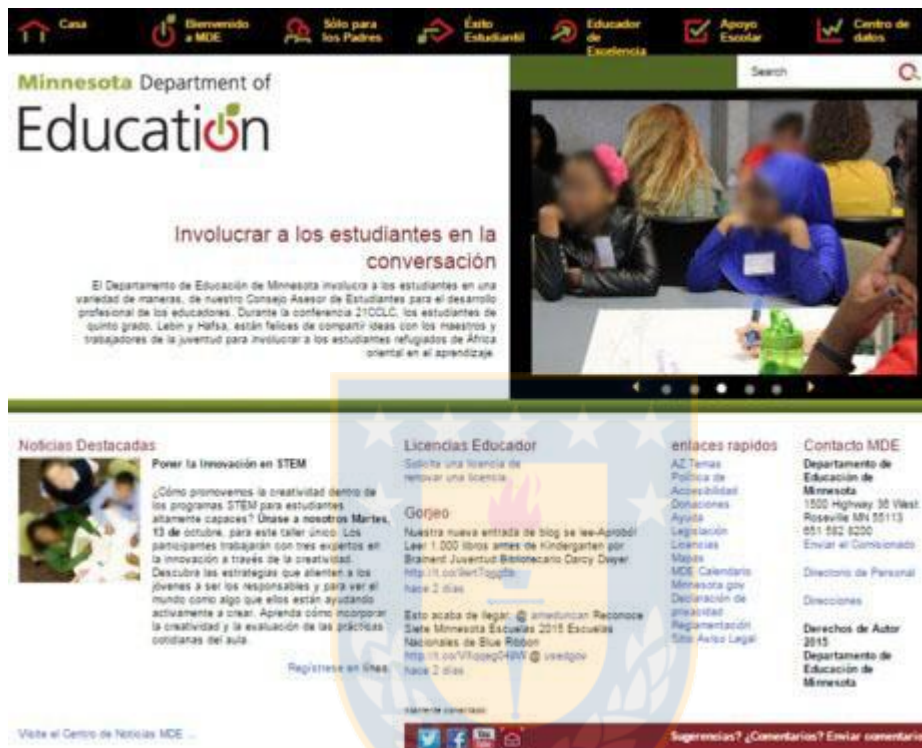 Casa
Bienvenido
a MDE
Sólo para
los Padres
Éxito
Estudiantil
Educador
de
Excelencia
Apoyo
Escolar
Centro de
datos
Search
Minnesota Department of
Education
Involucrar a los estudiantes en la
conversación
El Departamento de Educación de Minnesota involucra a los estudiantes en una
variedad de maneras, de nuestro Consejo Asesor de Estudiantes para el desarrollo
profesional de los educadores. Durante la conferencia 21CCLC, los estudiantes de
quinto grado, Lebin y Hafsa, están felices de compartir ideas con los maestros y
trabajadores de la juventud para involucrar a los estudiantes refugiados de África
oriental en el aprendizaje
Noticias Destacadas
Poner la Innovación en STEM
¿Cómo promovemos la creatividad dentro de
los programas STEM para estudiantes
altamente capaces? Únase a nosotros Martes,
13 de octubre, para este taller único. Los
participantes trabajarán con tres expertos en
la innovación a través de la creatividad.
Descubra las estrategias que alienten a los
jóvenes a ser los responsables y para ver el
mundo como algo que ellos están ayudando
activamente a crear. Aprenda cómo incorporar
la creatividad y la evaluación de las prácticas
cotidianas del aula.
Regístrese en línea.
Visite el Centro de Noticias MDE ...
Licencias Educador
Solicite una licencia de
renovar una licencia
Gorjeo
Nuestra nueva entrada de blog se lee-Aprobó!
Leer 1.000 libros antes de Kindergarten por
Brainerd Juventud Bibliotecario Darcy Dwyer
hace 2 días
Esto acaba de llegar: @ arneduncan Reconoce
Siete Minnesota Escuelas 2015 Escuelas
Nacionales de Blue Ribbon
@ usedgov
hace 2 días
enlaces rapidos
AZ Temas
Política de
Accesibilidad
Donaciones
Ayuda
Legislación
Licencias
Mapas
MDE Calendario
Minnesota.gov
Declaración de
privacidad
Reglamentación
Sitio Aviso Legal
Contacto MDE
Departamento de
Educación de
Minnesota
1500 Highway 36 West
Roseville MN 55113
651 582 8200
Enviar al Comisionado
Directorio de Personal
Direcciones
Derechos de Autor
2015
Departamento de
Educación de
Minnesota
Sugerencias? ¿Comentarios? Enviar comentario